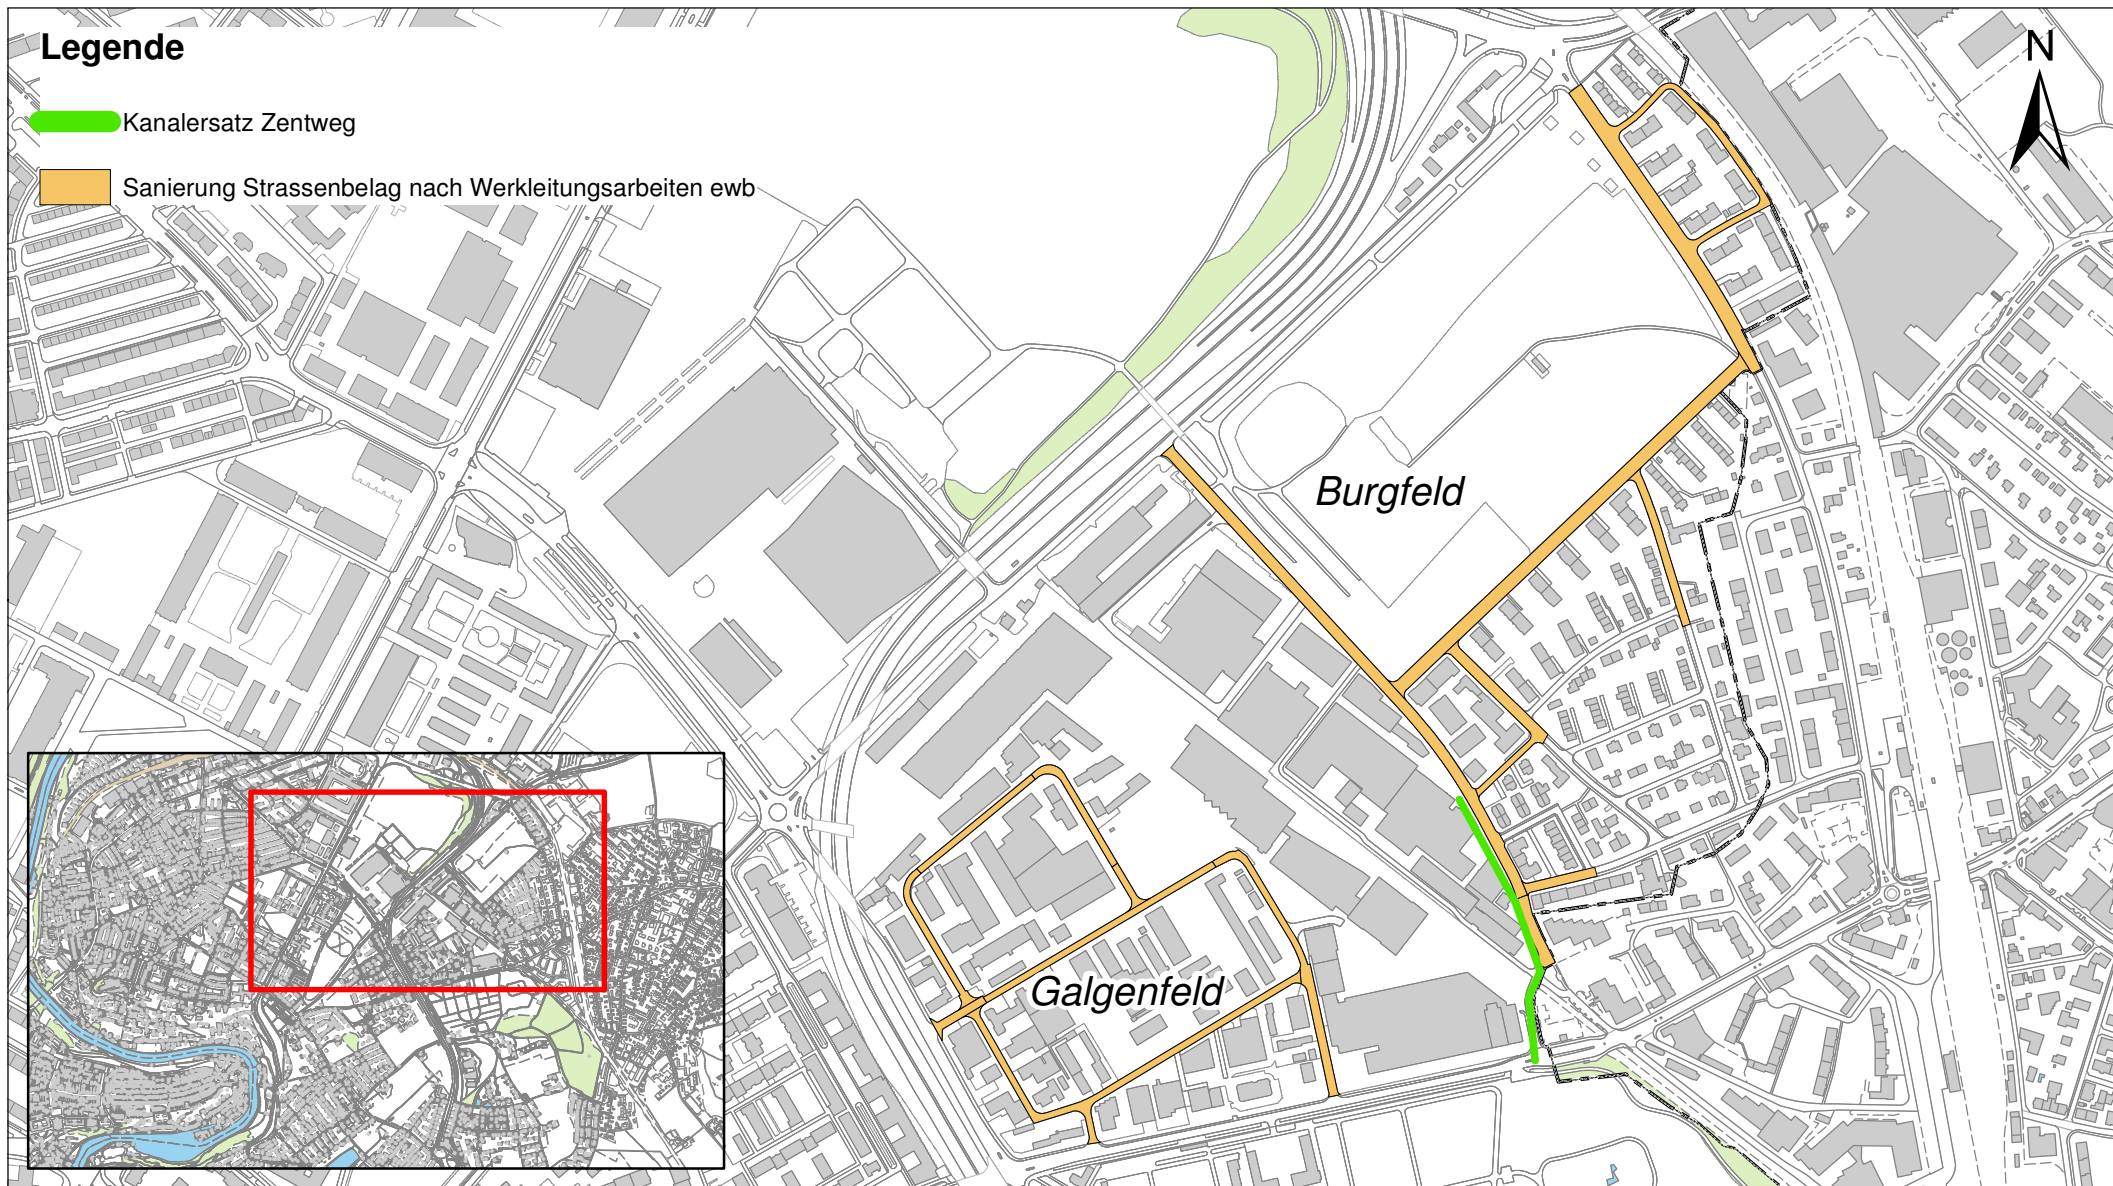 Legende
N
Kanalersatz Zentweg
Sanierung Strassenbelag nach Werkleitungsarbeiten ewb
Burgfeld
Galgenfeld